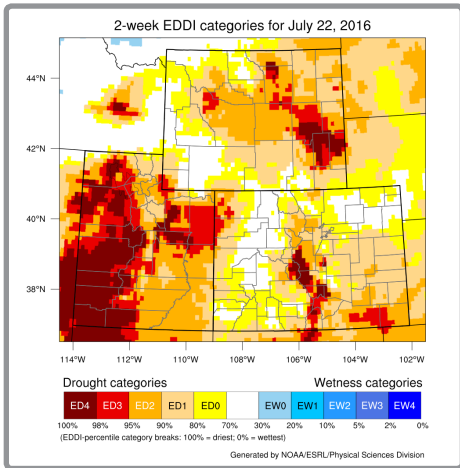 2-week EDDI categories for July 22, 2016
44°N
42°N
40°N
38°N
114°W 112°W 110°W 108°W 106°W 104°W 102°W
Drought categories Wetness categories
ED4 ED3 ED2 ED1 ED0 EW0 EW1 EW2 EW3 EW4
100% 98% 95% 90% 80% 70% 30% 20% 10% 5% 2% 0%
(EDDI-percentile category breaks: 100% = driest; 0% = wettest)
Generated by NOAA/ESRL/Physical Sciences Division